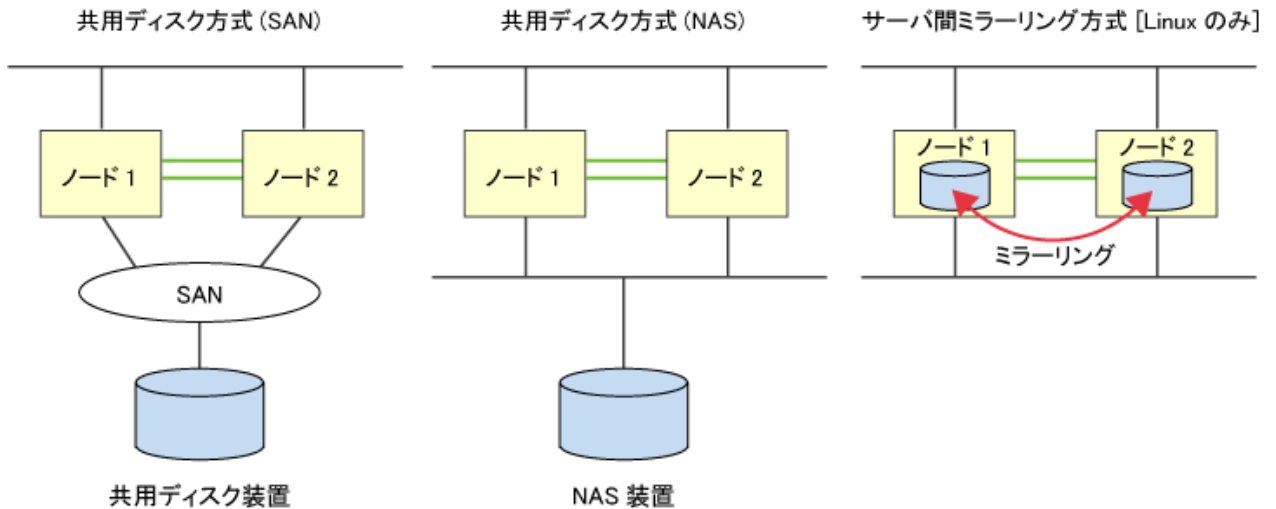 共用ディスク方式 (SAN)
ノード 1
ノード 2
SAN
共用ディスク装置
共用ディスク方式 (NAS)
ノード 1
ノード 2
NAS 装置
サーバ間ミラーリング方式 [Linux のみ]
ノード 1
ノード 2
ミラーリング